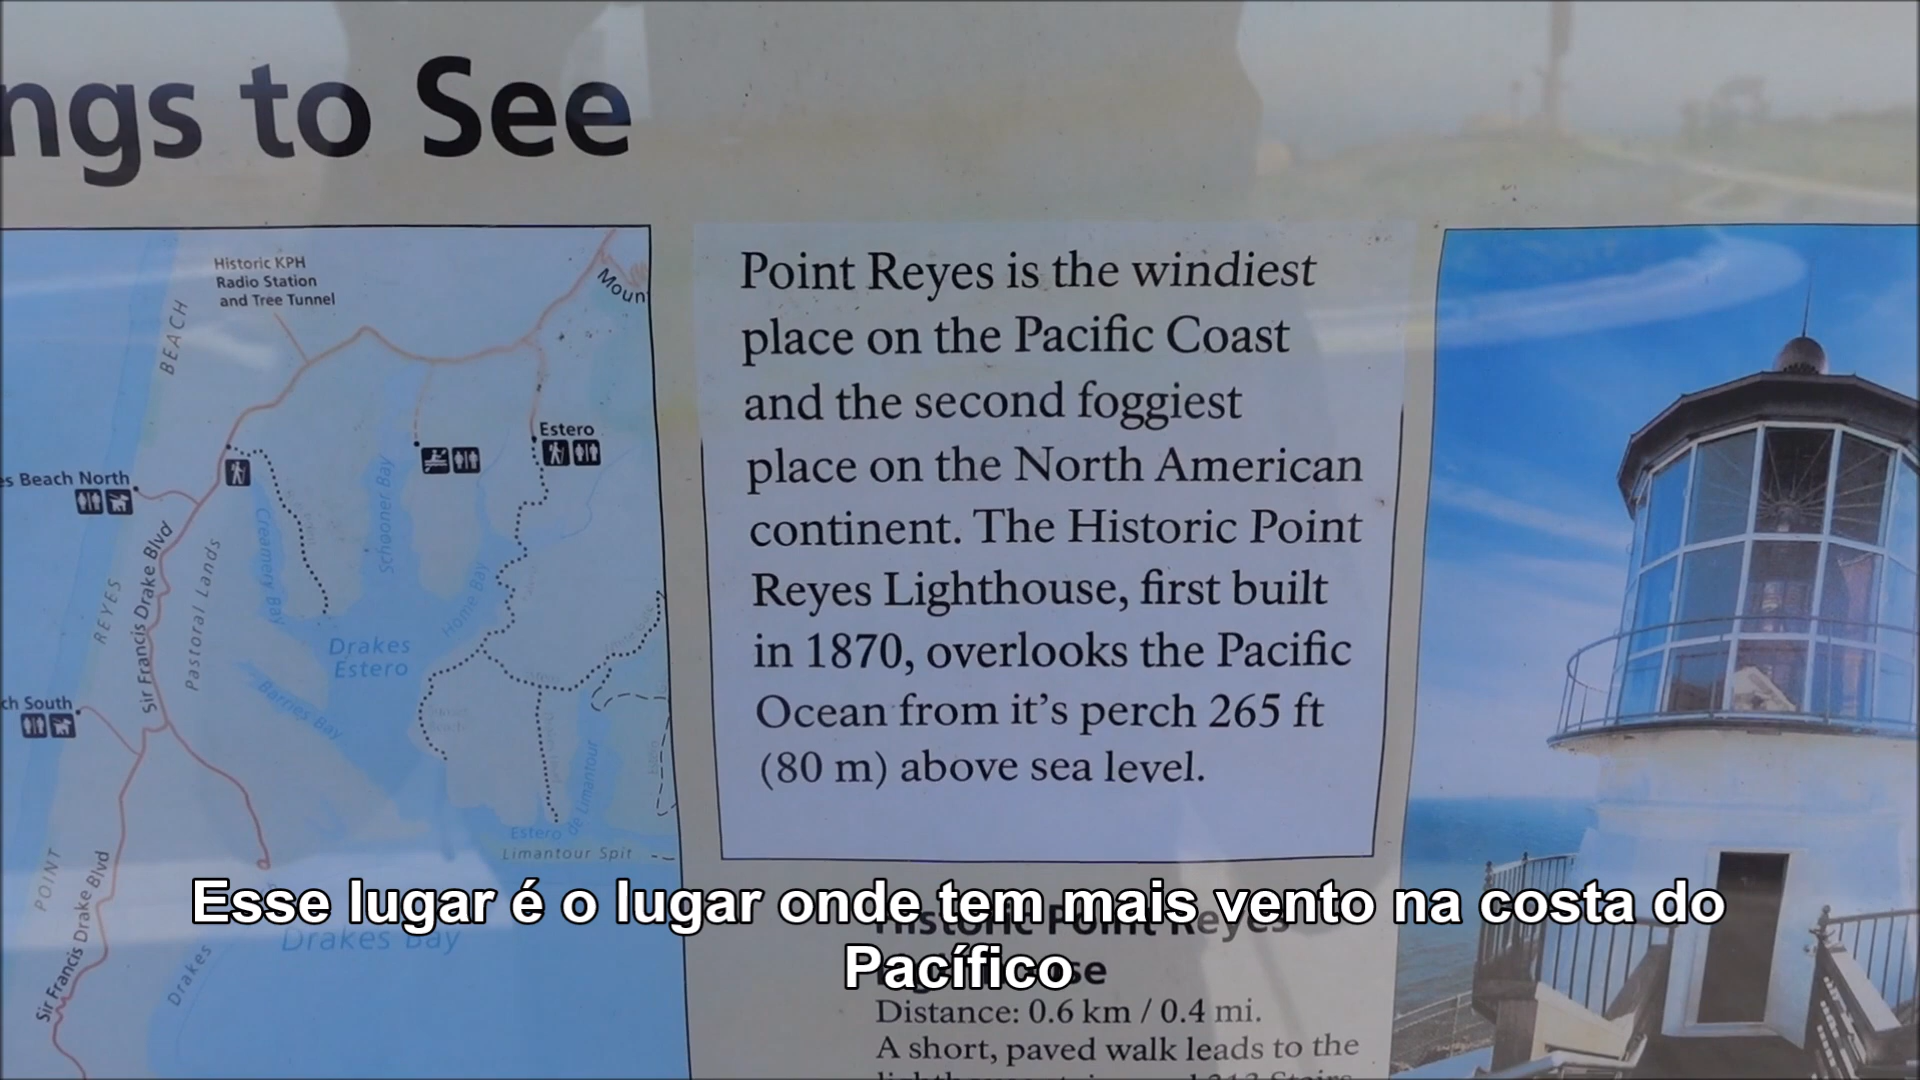 ngs to See
Historic KPH
Radio Station
and Tree Tunnel
Moun
BEACH
Estero
es Beach North
Creamery Bay
Schooner Bay
Home Bay
REYES
Sir Francis Drake Blvd
Pastoral Lands
Drakes
Estero
Barries Bay
ch South
Estero
de Limantour
Limantour Spit
POINT
Sir Francis Drake Blvd
Drakes Bay
Drakes
Point Reyes is the windiest
place on the Pacific Coast
and the second foggiest
place on the North American
continent. The Historic Point
Reyes Lighthouse, first built
in 1870, overlooks the Pacific
Ocean from it's perch 265 ft
(80 m) above sea level.
Historic Point Reyes
Distance: 0.6 km / 0.4 mi.
A short, paved walk leads to the
Esse lugar é o lugar onde tem mais vento na costa do
Pacífico